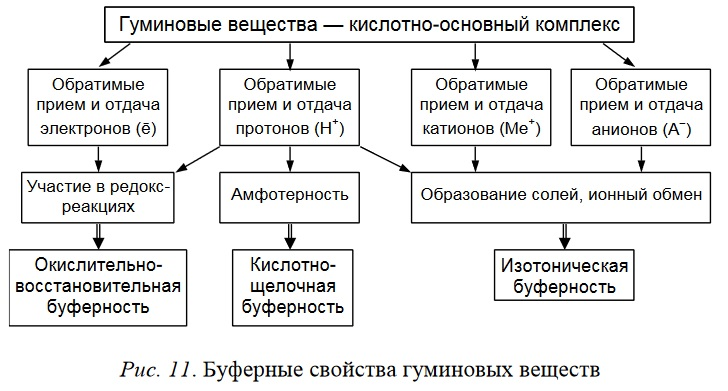 Гуминовые вещества — кислотно-основный комплекс
Обратимые
прием и отдача
электронов (ē)
Обратимые
прием и отдача
протонов (H⁺)
Обратимые
прием и отдача
катионов (Me⁺)
Обратимые
прием и отдача
анионов (A⁻)
Участие в редокс-
реакциях
Амфотерность
Образование солей, ионный обмен
Окислительно-
восстановительная
буферность
Кислотно-
щелочная
буферность
Изотоническая
буферность
Рис. 11. Буферные свойства гуминовых веществ